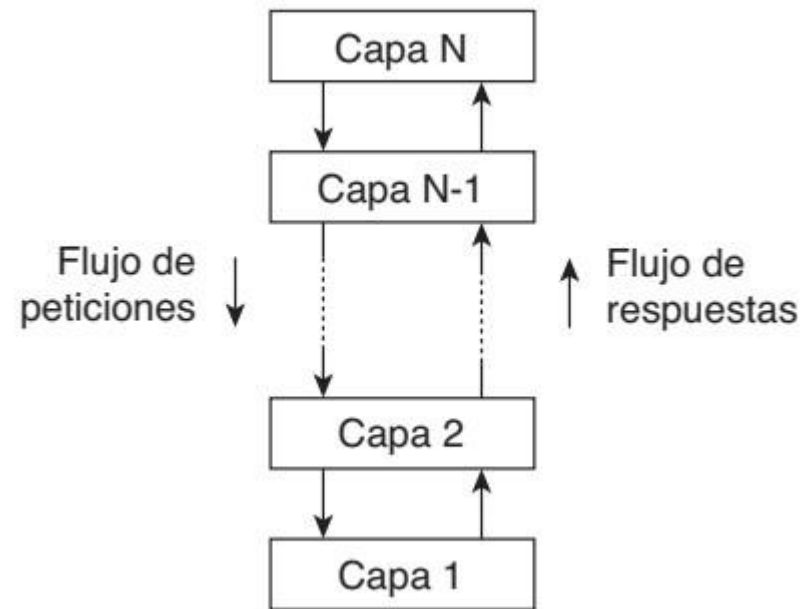 Capa N
Capa N-1
Flujo de
peticiones
Flujo de
respuestas
Capa 2
Capa 1